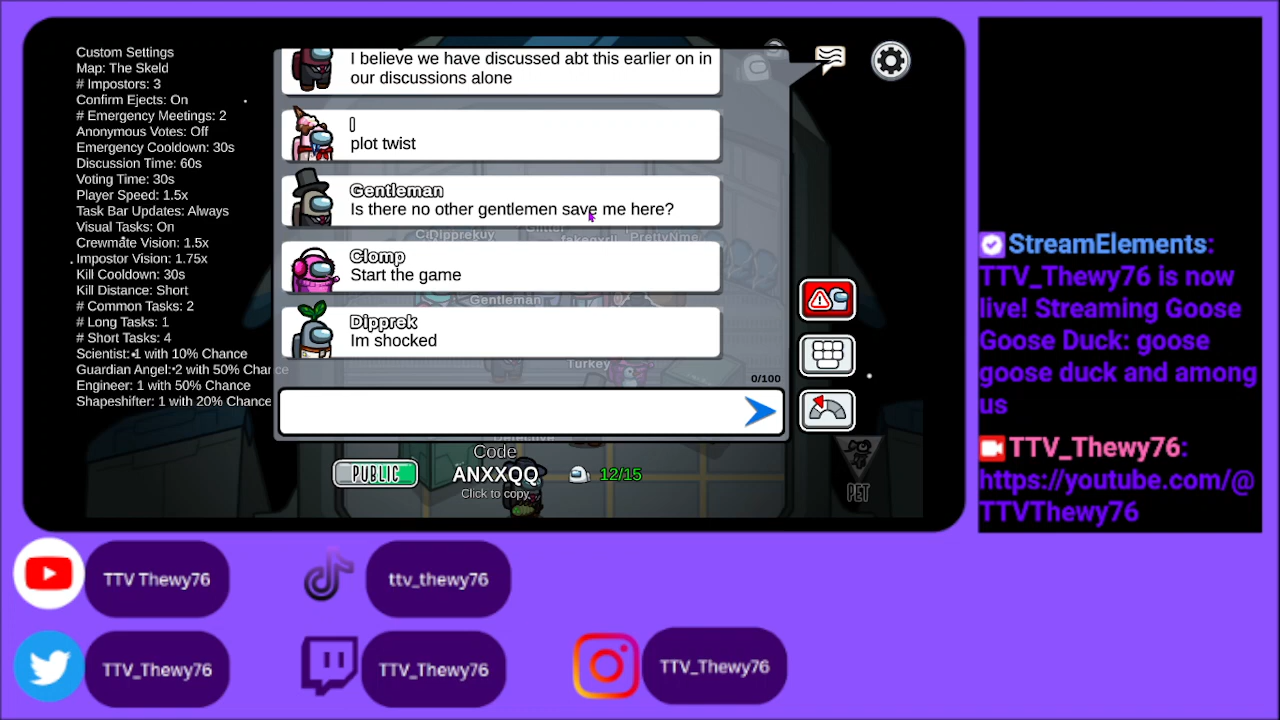 Custom Settings
Map: The Skeld
# Impostors: 3
Confirm Ejects: On
# Emergency Meetings: 2
Anonymous Votes: Off
Emergency Cooldown: 30s
Discussion Time: 60s
Voting Time: 30s
Player Speed: 1.5x
Task Bar Updates: Always
Visual Tasks: On
Crewmate Vision: 1.5x
Impostor Vision: 1.75x
Kill Cooldown: 30s
Kill Distance: Short
# Common Tasks: 2
# Long Tasks: 1
# Short Tasks: 4
Scientist: 1 with 10% Chance
Guardian Angel: 2 with 50% Chance
Engineer: 1 with 50% Chance
Shapeshifter: 1 with 20% Chance
I believe we have discussed abt this earlier on in
our discussions alone
plot twist
Gentleman
Is there no other gentlemen save me here?
Dipprekuy
PrettyNme
Clomp
Start the game
Gentleman
Dipprek
Im shocked
Turkey
0/100
Detective
Code
PUBLIC
ANXXQQ
12/15
Click to copy
PET
StreamElements:
TTV_Thewy76 is now
live! Streaming Goose
Goose Duck: goose
goose duck and among
us
TTV_Thewy76:
https://youtube.com/@
TTVThewy76
TTV Thewy76
ttv_thewy76
TTV_Thewy76
TTV_Thewy76
TTV_Thewy76